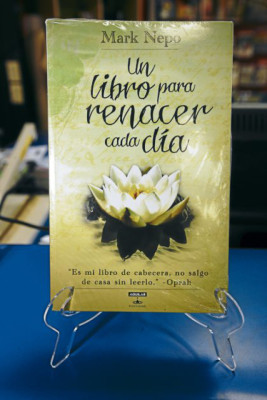 Mark Nepo
Un
libro para
renacer
cada día
"Es mi libro de cabecera, no salgo
de casa sin leerlo." -Oprah
AGUILAR